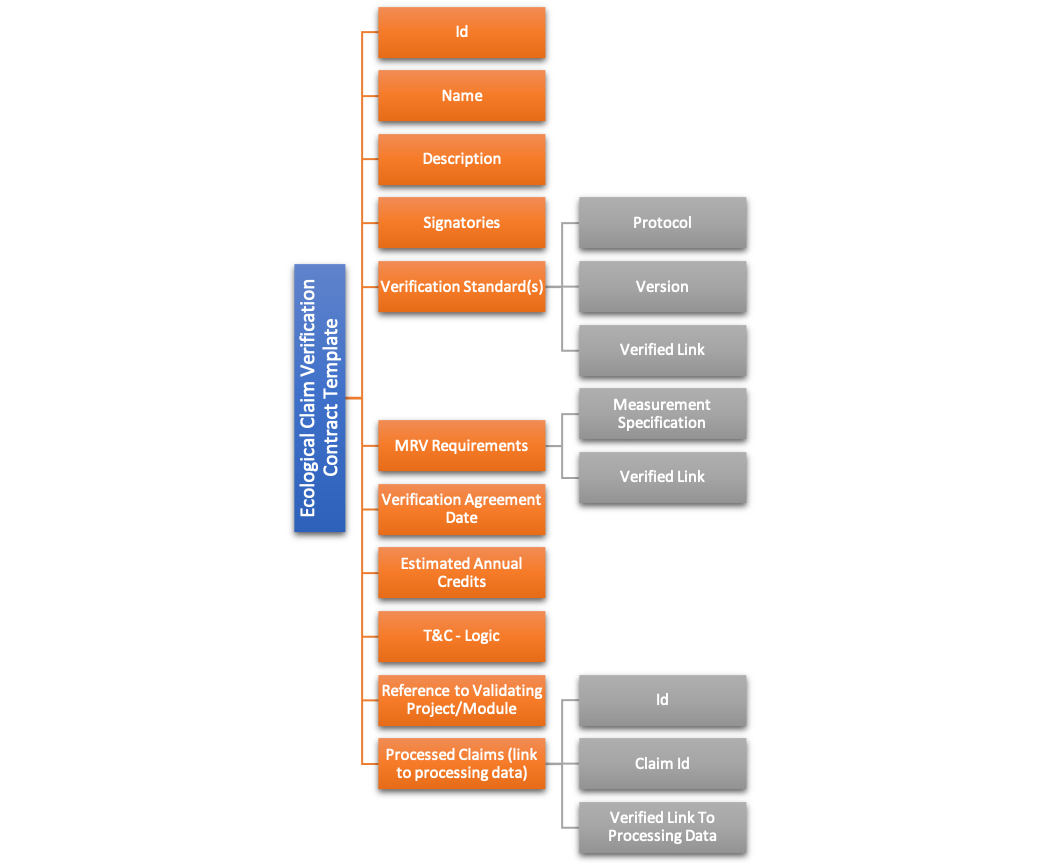 Ecological Claim Verification
Contract Template
Id
Name
Description
Signatories
Verification Standard(s)
Protocol
Version
Verified Link
MRV Requirements
Measurement
Specification
Verified Link
Verification Agreement
Date
Estimated Annual
Credits
T&C - Logic
Reference to Validating
Project/Module
Processed Claims (link
to processing data)
Id
Claim Id
Verified Link To
Processing Data